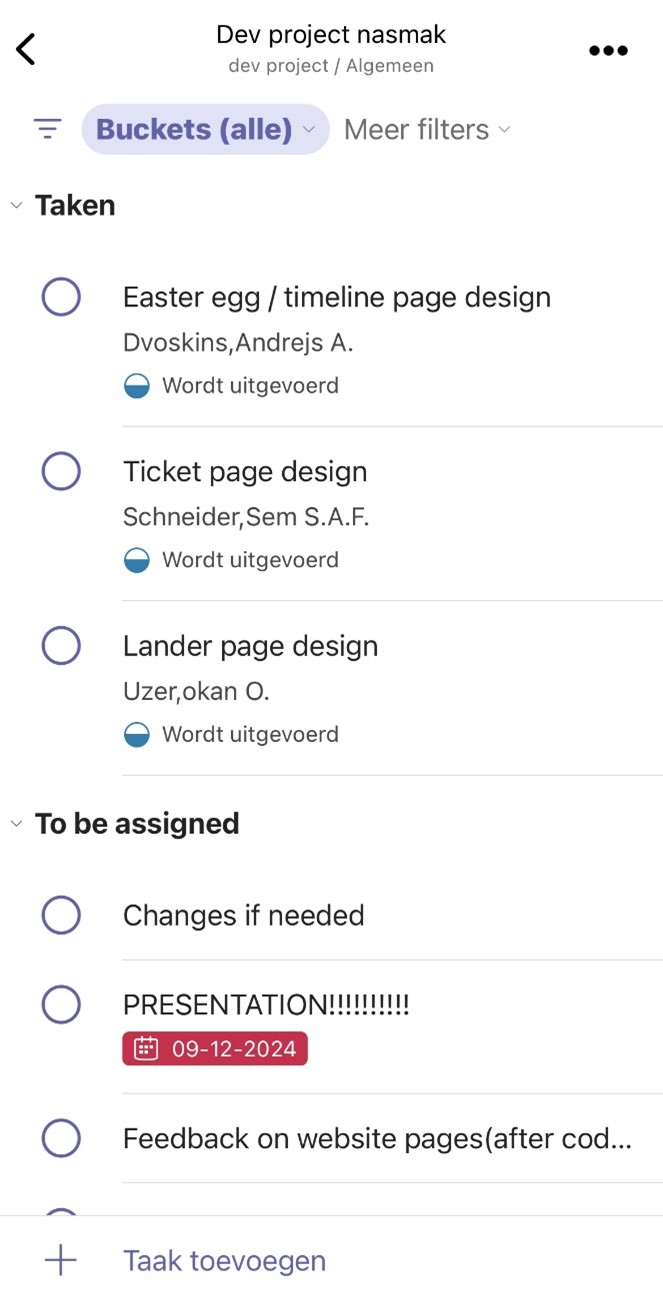 Dev project nasmak
dev project / Algemeen
Buckets (alle) Meer filters
Taken
Easter egg / timeline page design
Dvoskins,Andrejs A.
Wordt uitgevoerd
Ticket page design
Schneider,Sem S.A.F.
Wordt uitgevoerd
Lander page design
Uzer,okan O.
Wordt uitgevoerd
To be assigned
Changes if needed
PRESENTATION!!!!!!!!!!
09-12-2024
Feedback on website pages(after cod...
Taak toevoegen